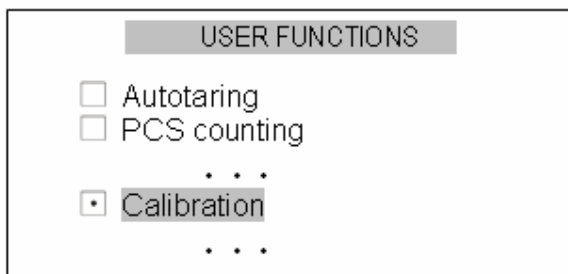 USER FUNCTIONS
Autotaring
PCS counting
. . .
Calibration
. . .